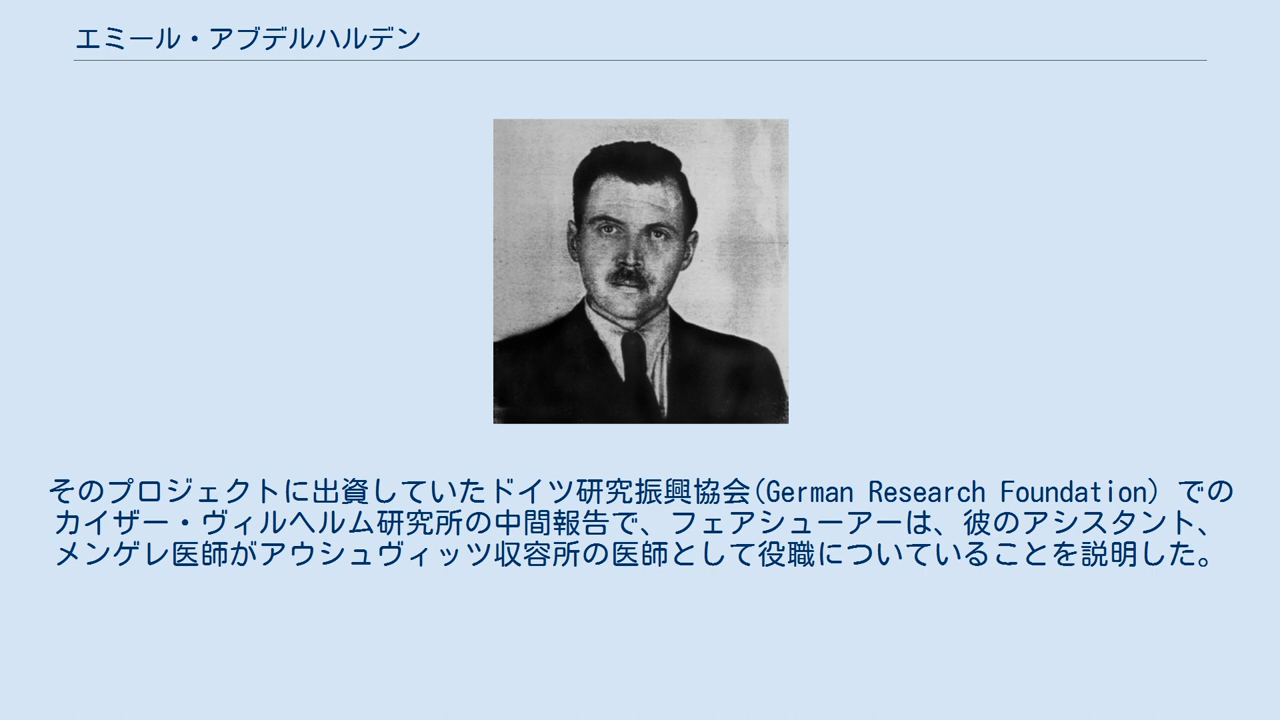 エミール・アブデルハルデン
そのプロジェクトに出資していたドイツ研究振興協会(German Research Foundation) での
カイザー・ヴィルヘルム研究所の中間報告で、フェアシューアーは、彼のアシスタント、
メンゲレ医師がアウシュヴィッツ収容所の医師として役職についていることを説明した。